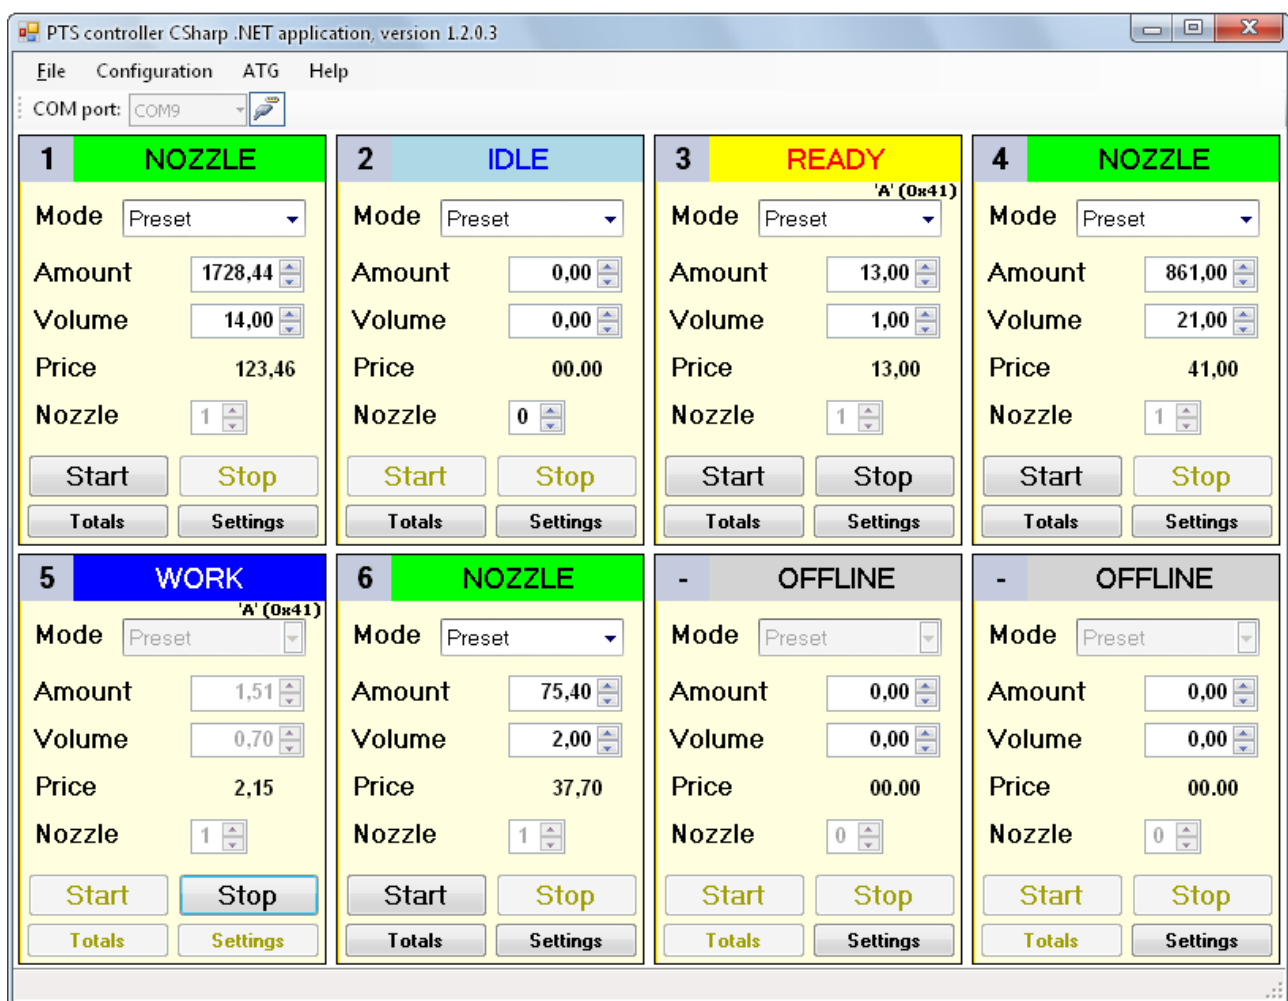 PTS controller CSharp .NET application, version 1.2.0.3
File Configuration ATG Help
COM port: COM9
1 NOZZLE
Mode Preset
Amount 1728,44
Volume 14,00
Price 123,46
Nozzle 1
Start Stop
Totals Settings
2 IDLE
Mode Preset
Amount 0,00
Volume 0,00
Price 00.00
Nozzle 0
Start Stop
Totals Settings
3 READY
'A' (0x41)
Mode Preset
Amount 13,00
Volume 1,00
Price 13,00
Nozzle 1
Start Stop
Totals Settings
4 NOZZLE
Mode Preset
Amount 861,00
Volume 21,00
Price 41,00
Nozzle 1
Start Stop
Totals Settings
5 WORK
'A' (0x41)
Mode Preset
Amount 1,51
Volume 0,70
Price 2,15
Nozzle 1
Start Stop
Totals Settings
6 NOZZLE
Mode Preset
Amount 75,40
Volume 2,00
Price 37,70
Nozzle 1
Start Stop
Totals Settings
- OFFLINE
Mode Preset
Amount 0,00
Volume 0,00
Price 00.00
Nozzle 0
Start Stop
Totals Settings
- OFFLINE
Mode Preset
Amount 0,00
Volume 0,00
Price 00.00
Nozzle 0
Start Stop
Totals Settings